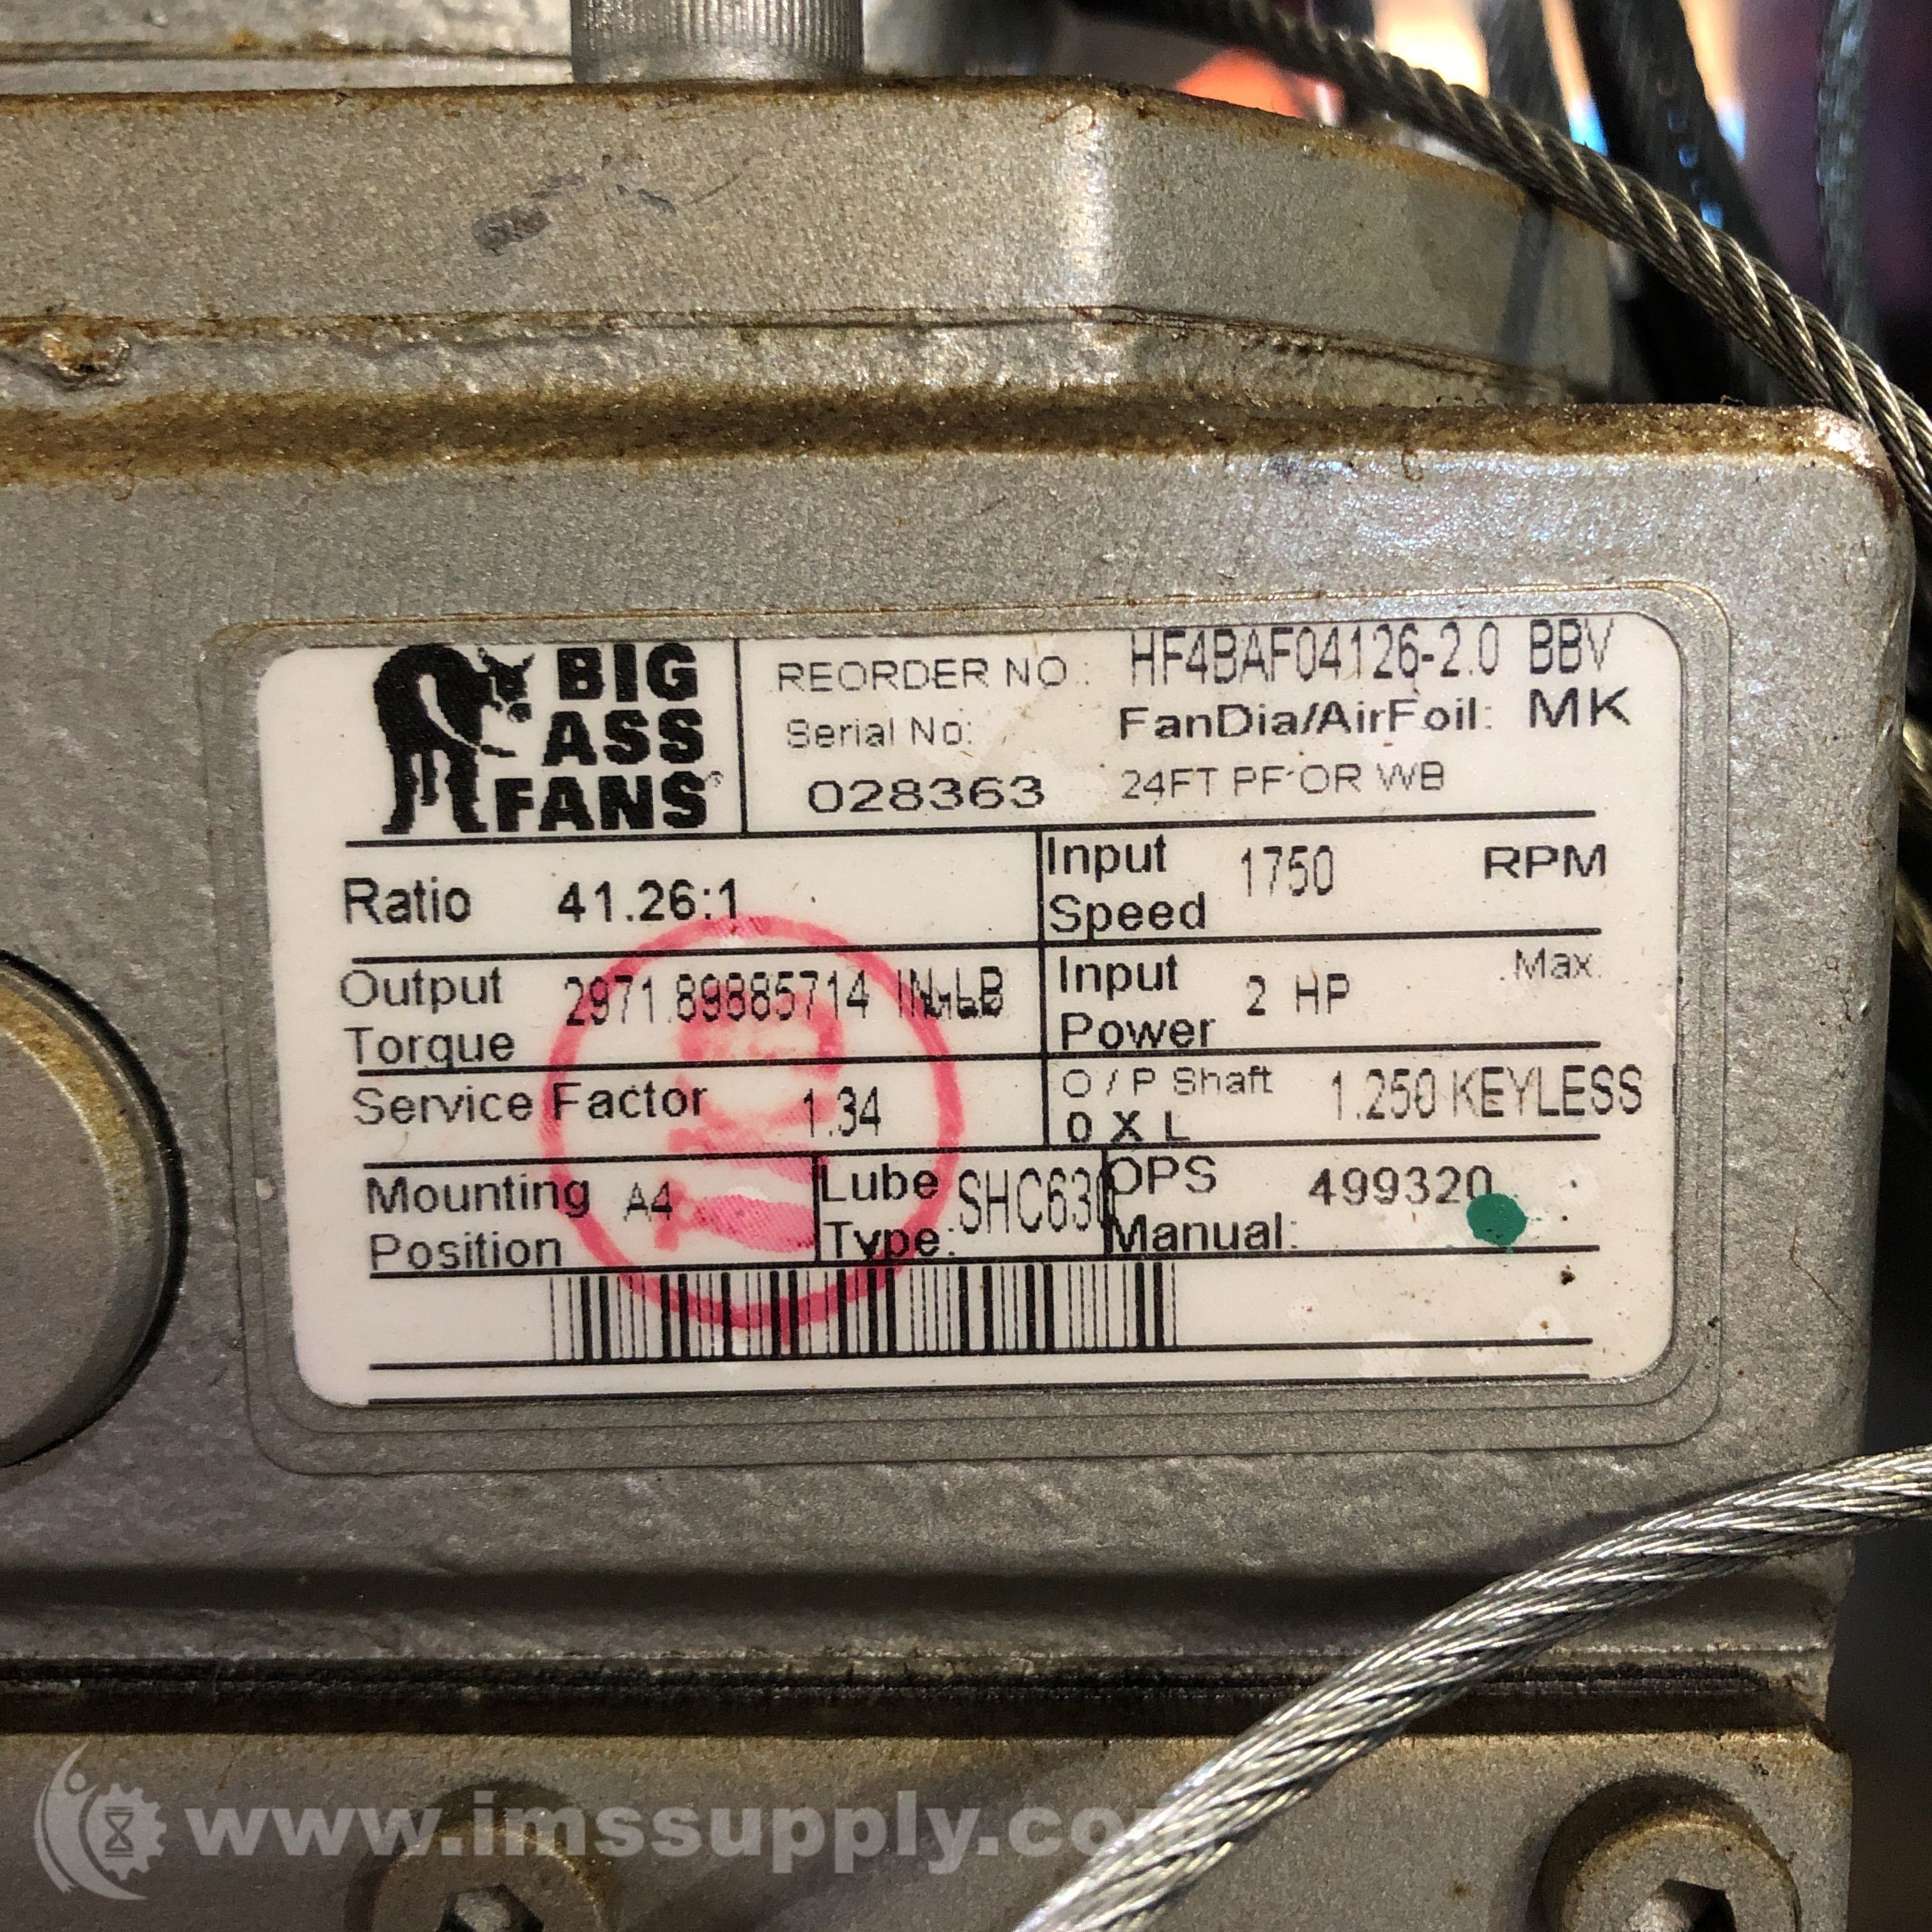 BIG
ASS
FANS®
REORDER NO.: HF4BAF04126-2.0 BBV
Serial No: FanDia/AirFoil: MK
028363 24FT PF OR WB
Ratio 41.26:1
Input Speed 1750 RPM
Output Torque 2971.89885714 IN-LB
Input Power 2 HP Max.
Service Factor 1.34
O / P Shaft 1.250 KEYLESS
D X L
Mounting Position A4
Lube Type: SHC630
OPS Manual: 499320
www.imssupply.com